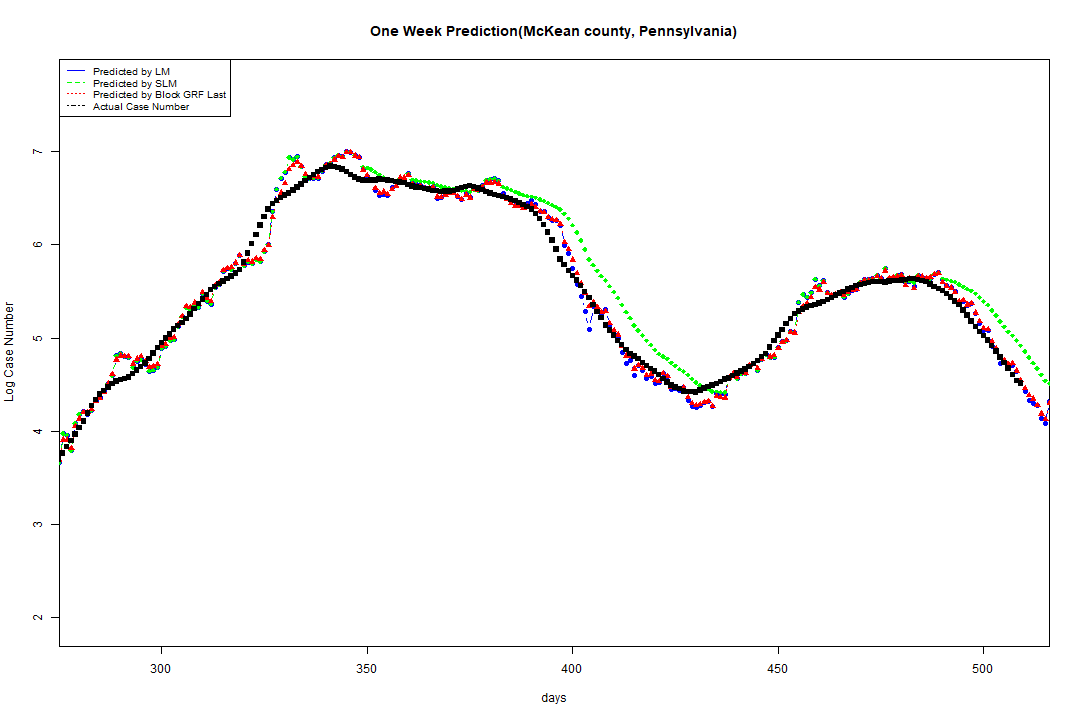 One Week Prediction(McKean county, Pennsylvania)
Predicted by LM
Predicted by SLM
Predicted by Block GRF Last
Actual Case Number
7
6
5
4
3
2
Log Case Number
300 350 400 450 500
days